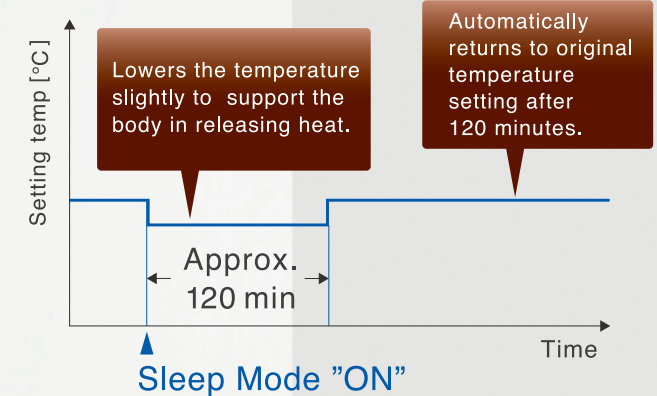 Setting temp [°C]
Lowers the temperature
slightly to support the
body in releasing heat.
Automatically
returns to original
temperature
setting after
120 minutes.
Approx.
120 min
Time
Sleep Mode "ON"